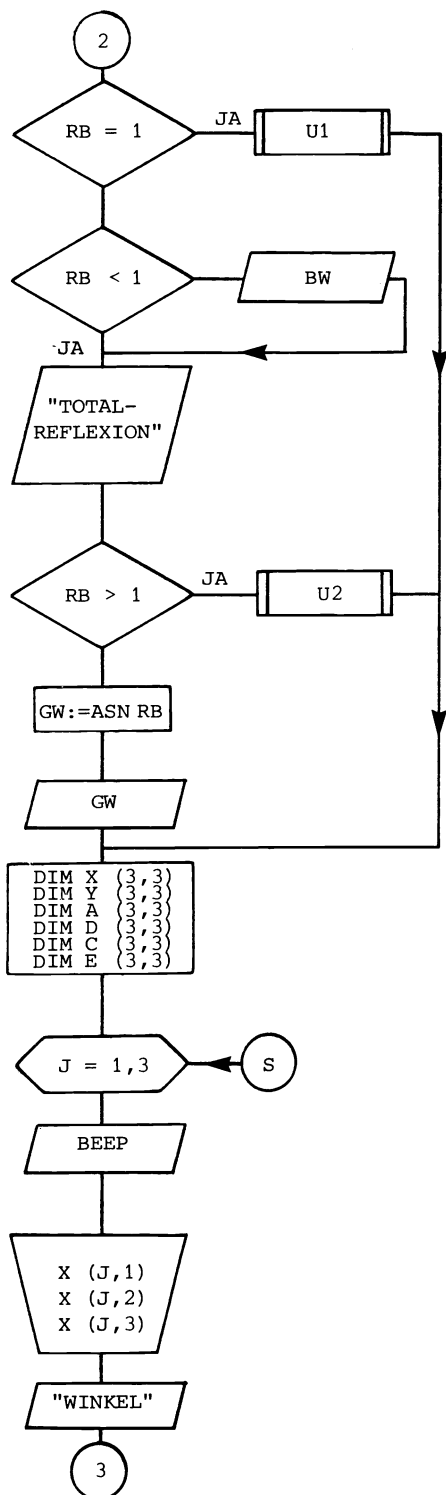 2
RB = 1
JA
U1
RB < 1
BW
JA
"TOTAL-
REFLEXION"
RB > 1
JA
U2
GW:=ASN RB
GW
DIM X (3,3)
DIM Y (3,3)
DIM A (3,3)
DIM D (3,3)
DIM C (3,3)
DIM E (3,3)
J = 1,3
S
BEEP
X (J,1)
X (J,2)
X (J,3)
"WINKEL"
3